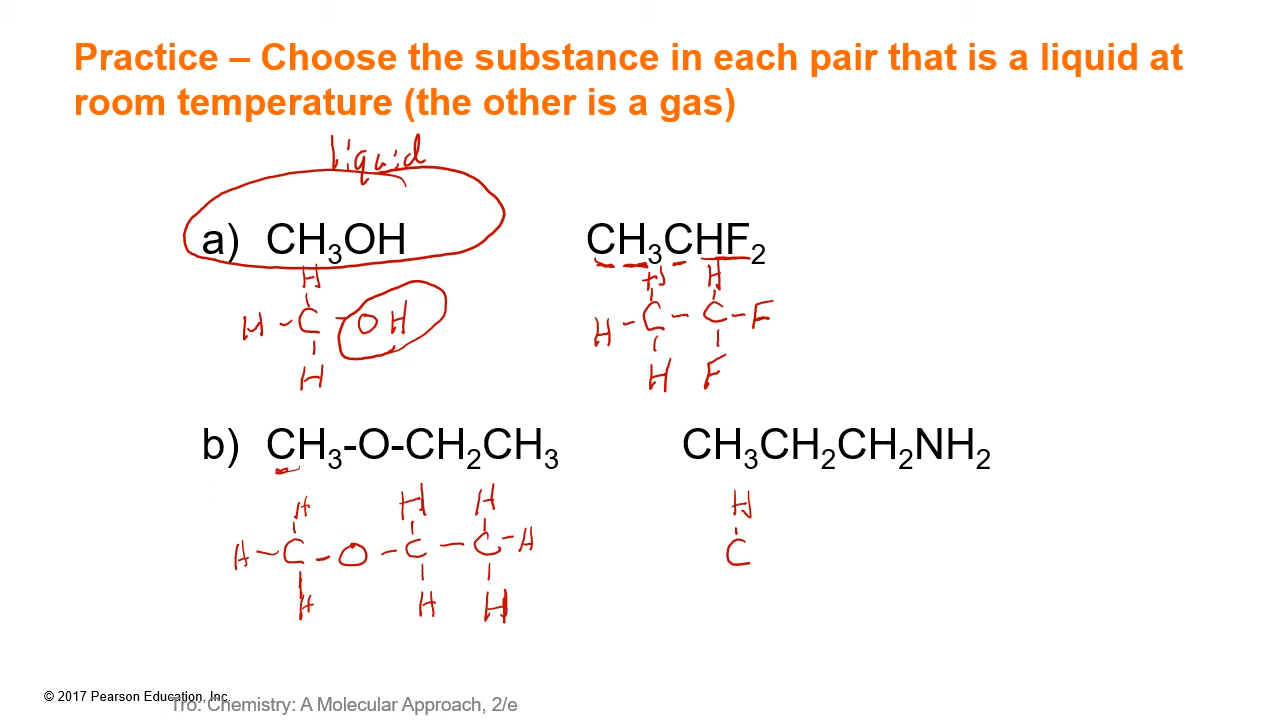 Practice – Choose the substance in each pair that is a liquid at
room temperature (the other is a gas)
liquid
a) CH₃OH CH₃CHF₂
H H H
H - C - OH H - C - C - F
H H F
b) CH₃-O-CH₂CH₃ CH₃CH₂CH₂NH₂
H H H H
H - C - O - C - C - H C
H H H
© 2017 Pearson Education, Inc.
Tro: Chemistry: A Molecular Approach, 2/e